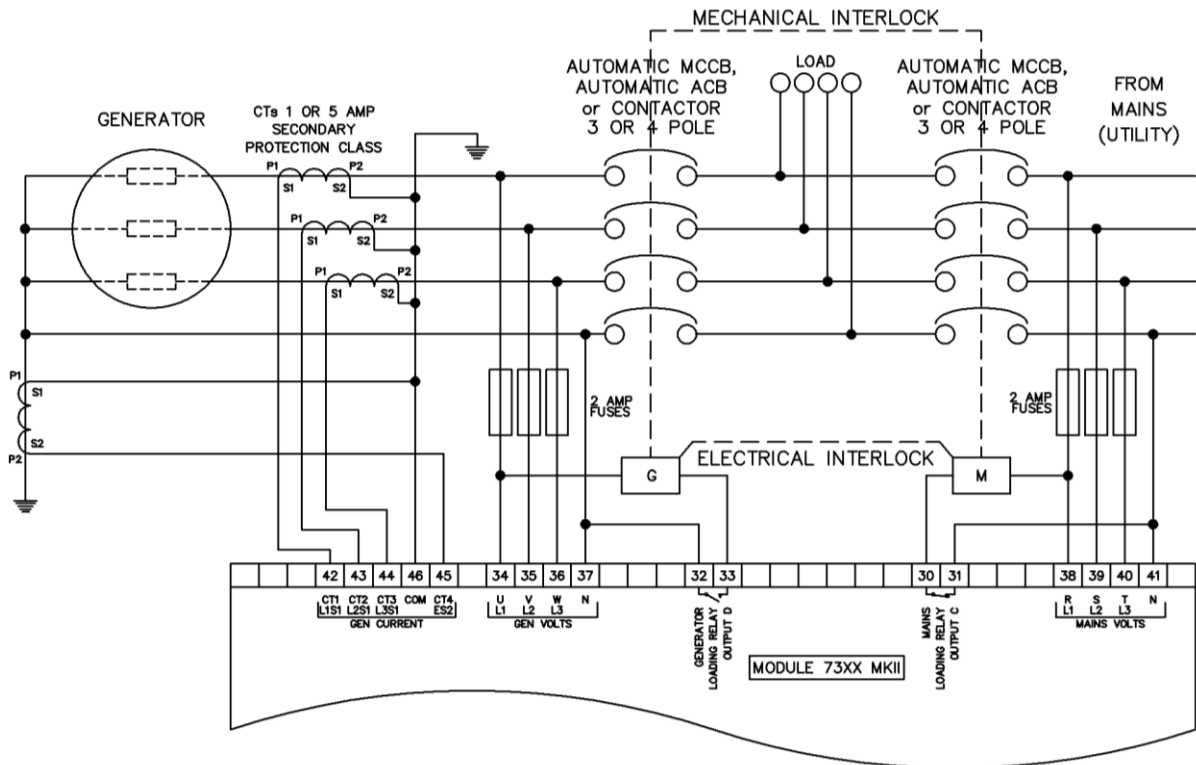 MECHANICAL INTERLOCK
AUTOMATIC MCCB,
AUTOMATIC ACB
or CONTACTOR
3 OR 4 POLE
LOAD
AUTOMATIC MCCB,
AUTOMATIC ACB
or CONTACTOR
3 OR 4 POLE
FROM
MAINS
(UTILITY)
GENERATOR
CTs 1 OR 5 AMP
SECONDARY
PROTECTION CLASS
P1 P2
S1 S2
P1 P2
S1 S2
P1 P2
S1 S2
P1
S1
S2
P2
2 AMP
FUSES
2 AMP
FUSES
ELECTRICAL INTERLOCK
G
M
42 43 44 46 45 34 35 36 37 32 33 30 31 38 39 40 41
CT1 CT2 CT3 COM CT4
L1S1 L2S1 L3S1 ES2
GEN CURRENT
U V W N
L1 L2 L3
GEN VOLTS
GENERATOR
LOADING RELAY
OUTPUT D
MAINS
LOADING RELAY
OUTPUT C
R S T N
L1 L2 L3
MAINS VOLTS
MODULE 73XX MKII